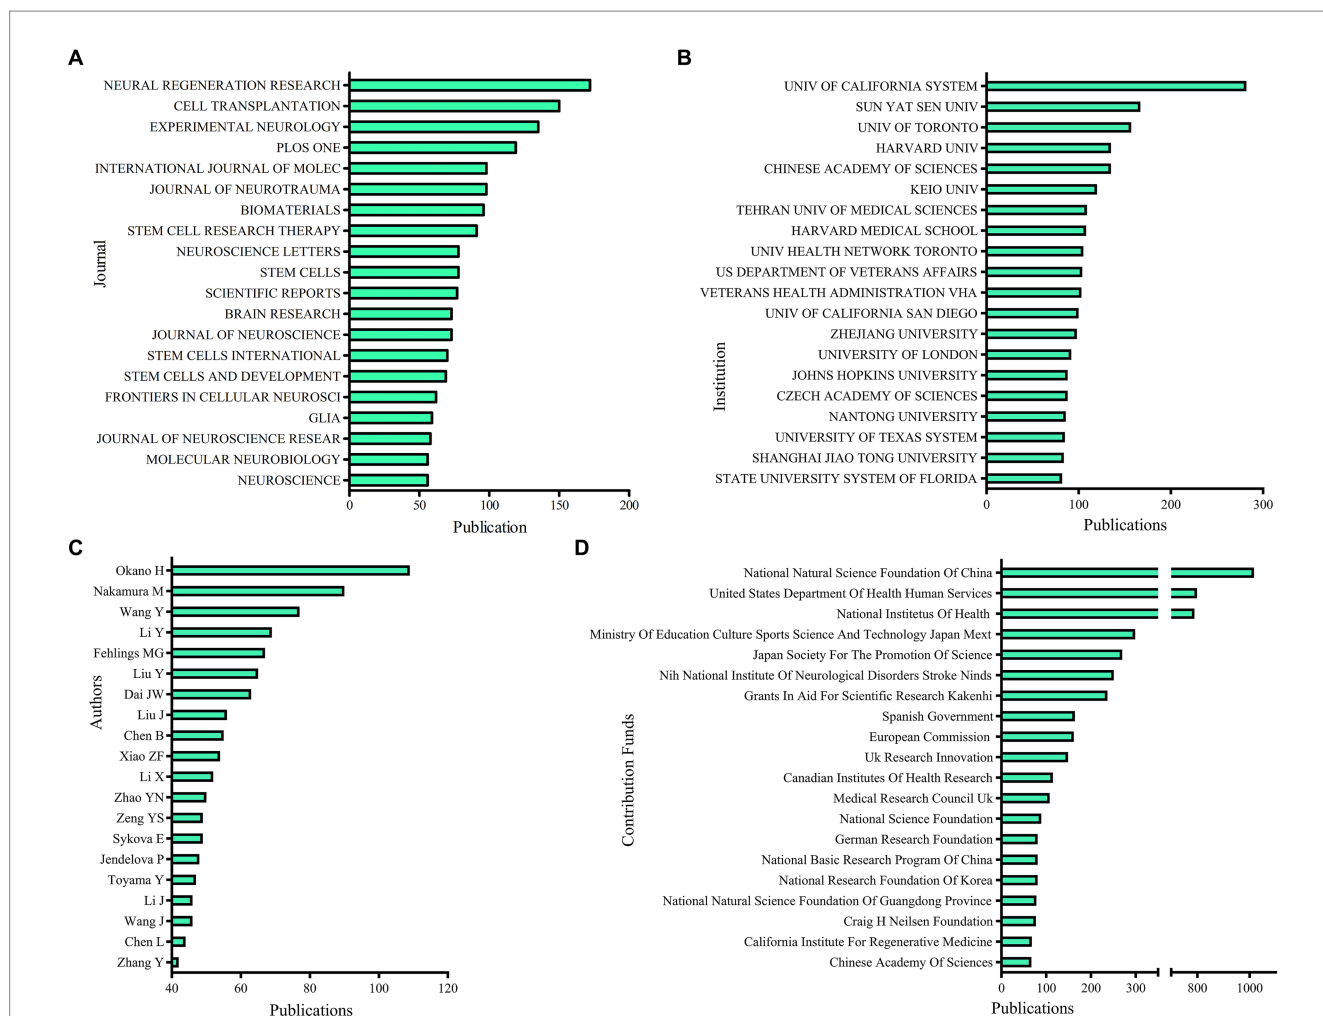 A
Journal
NEURAL REGENERATION RESEARCH
CELL TRANSPLANTATION
EXPERIMENTAL NEUROLOGY
PLOS ONE
INTERNATIONAL JOURNAL OF MOLEC
JOURNAL OF NEUROTRAUMA
BIOMATERIALS
STEM CELL RESEARCH THERAPY
NEUROSCIENCE LETTERS
STEM CELLS
SCIENTIFIC REPORTS
BRAIN RESEARCH
JOURNAL OF NEUROSCIENCE
STEM CELLS INTERNATIONAL
STEM CELLS AND DEVELOPMENT
FRONTIERS IN CELLULAR NEUROSCI
GLIA
JOURNAL OF NEUROSCIENCE RESEAR
MOLECULAR NEUROBIOLOGY
NEUROSCIENCE
0 50 100 150 200
Publication
B
Institution
UNIV OF CALIFORNIA SYSTEM
SUN YAT SEN UNIV
UNIV OF TORONTO
HARVARD UNIV
CHINESE ACADEMY OF SCIENCES
KEIO UNIV
TEHRAN UNIV OF MEDICAL SCIENCES
HARVARD MEDICAL SCHOOL
UNIV HEALTH NETWORK TORONTO
US DEPARTMENT OF VETERANS AFFAIRS
VETERANS HEALTH ADMINISTRATION VHA
UNIV OF CALIFORNIA SAN DIEGO
ZHEJIANG UNIVERSITY
UNIVERSITY OF LONDON
JOHNS HOPKINS UNIVERSITY
CZECH ACADEMY OF SCIENCES
NANTONG UNIVERSITY
UNIVERSITY OF TEXAS SYSTEM
SHANGHAI JIAO TONG UNIVERSITY
STATE UNIVERSITY SYSTEM OF FLORIDA
0 100 200 300
Publications
C
Authors
Okano H
Nakamura M
Wang Y
Li Y
Fehlings MG
Liu Y
Dai JW
Liu J
Chen B
Xiao ZF
Li X
Zhao YN
Zeng YS
Sykova E
Jendelova P
Toyama Y
Li J
Wang J
Chen L
Zhang Y
40 60 80 100 120
Publications
D
Contribution Funds
National Natural Science Foundation Of China
United States Department Of Health Human Services
National Institetus Of Health
Ministry Of Education Culture Sports Science And Technology Japan Mext
Japan Society For The Promotion Of Science
Nih National Institute Of Neurological Disorders Stroke Ninds
Grants In Aid For Scientific Research Kakenhi
Spanish Government
European Commission
Uk Research Innovation
Canadian Institutes Of Health Research
Medical Research Council Uk
National Science Foundation
German Research Foundation
National Basic Research Program Of China
National Research Foundation Of Korea
National Natural Science Foundation Of Guangdong Province
Craig H Neilsen Foundation
California Institute For Regenerative Medicine
Chinese Academy Of Sciences
0 100 200 300 800 1000
Publications